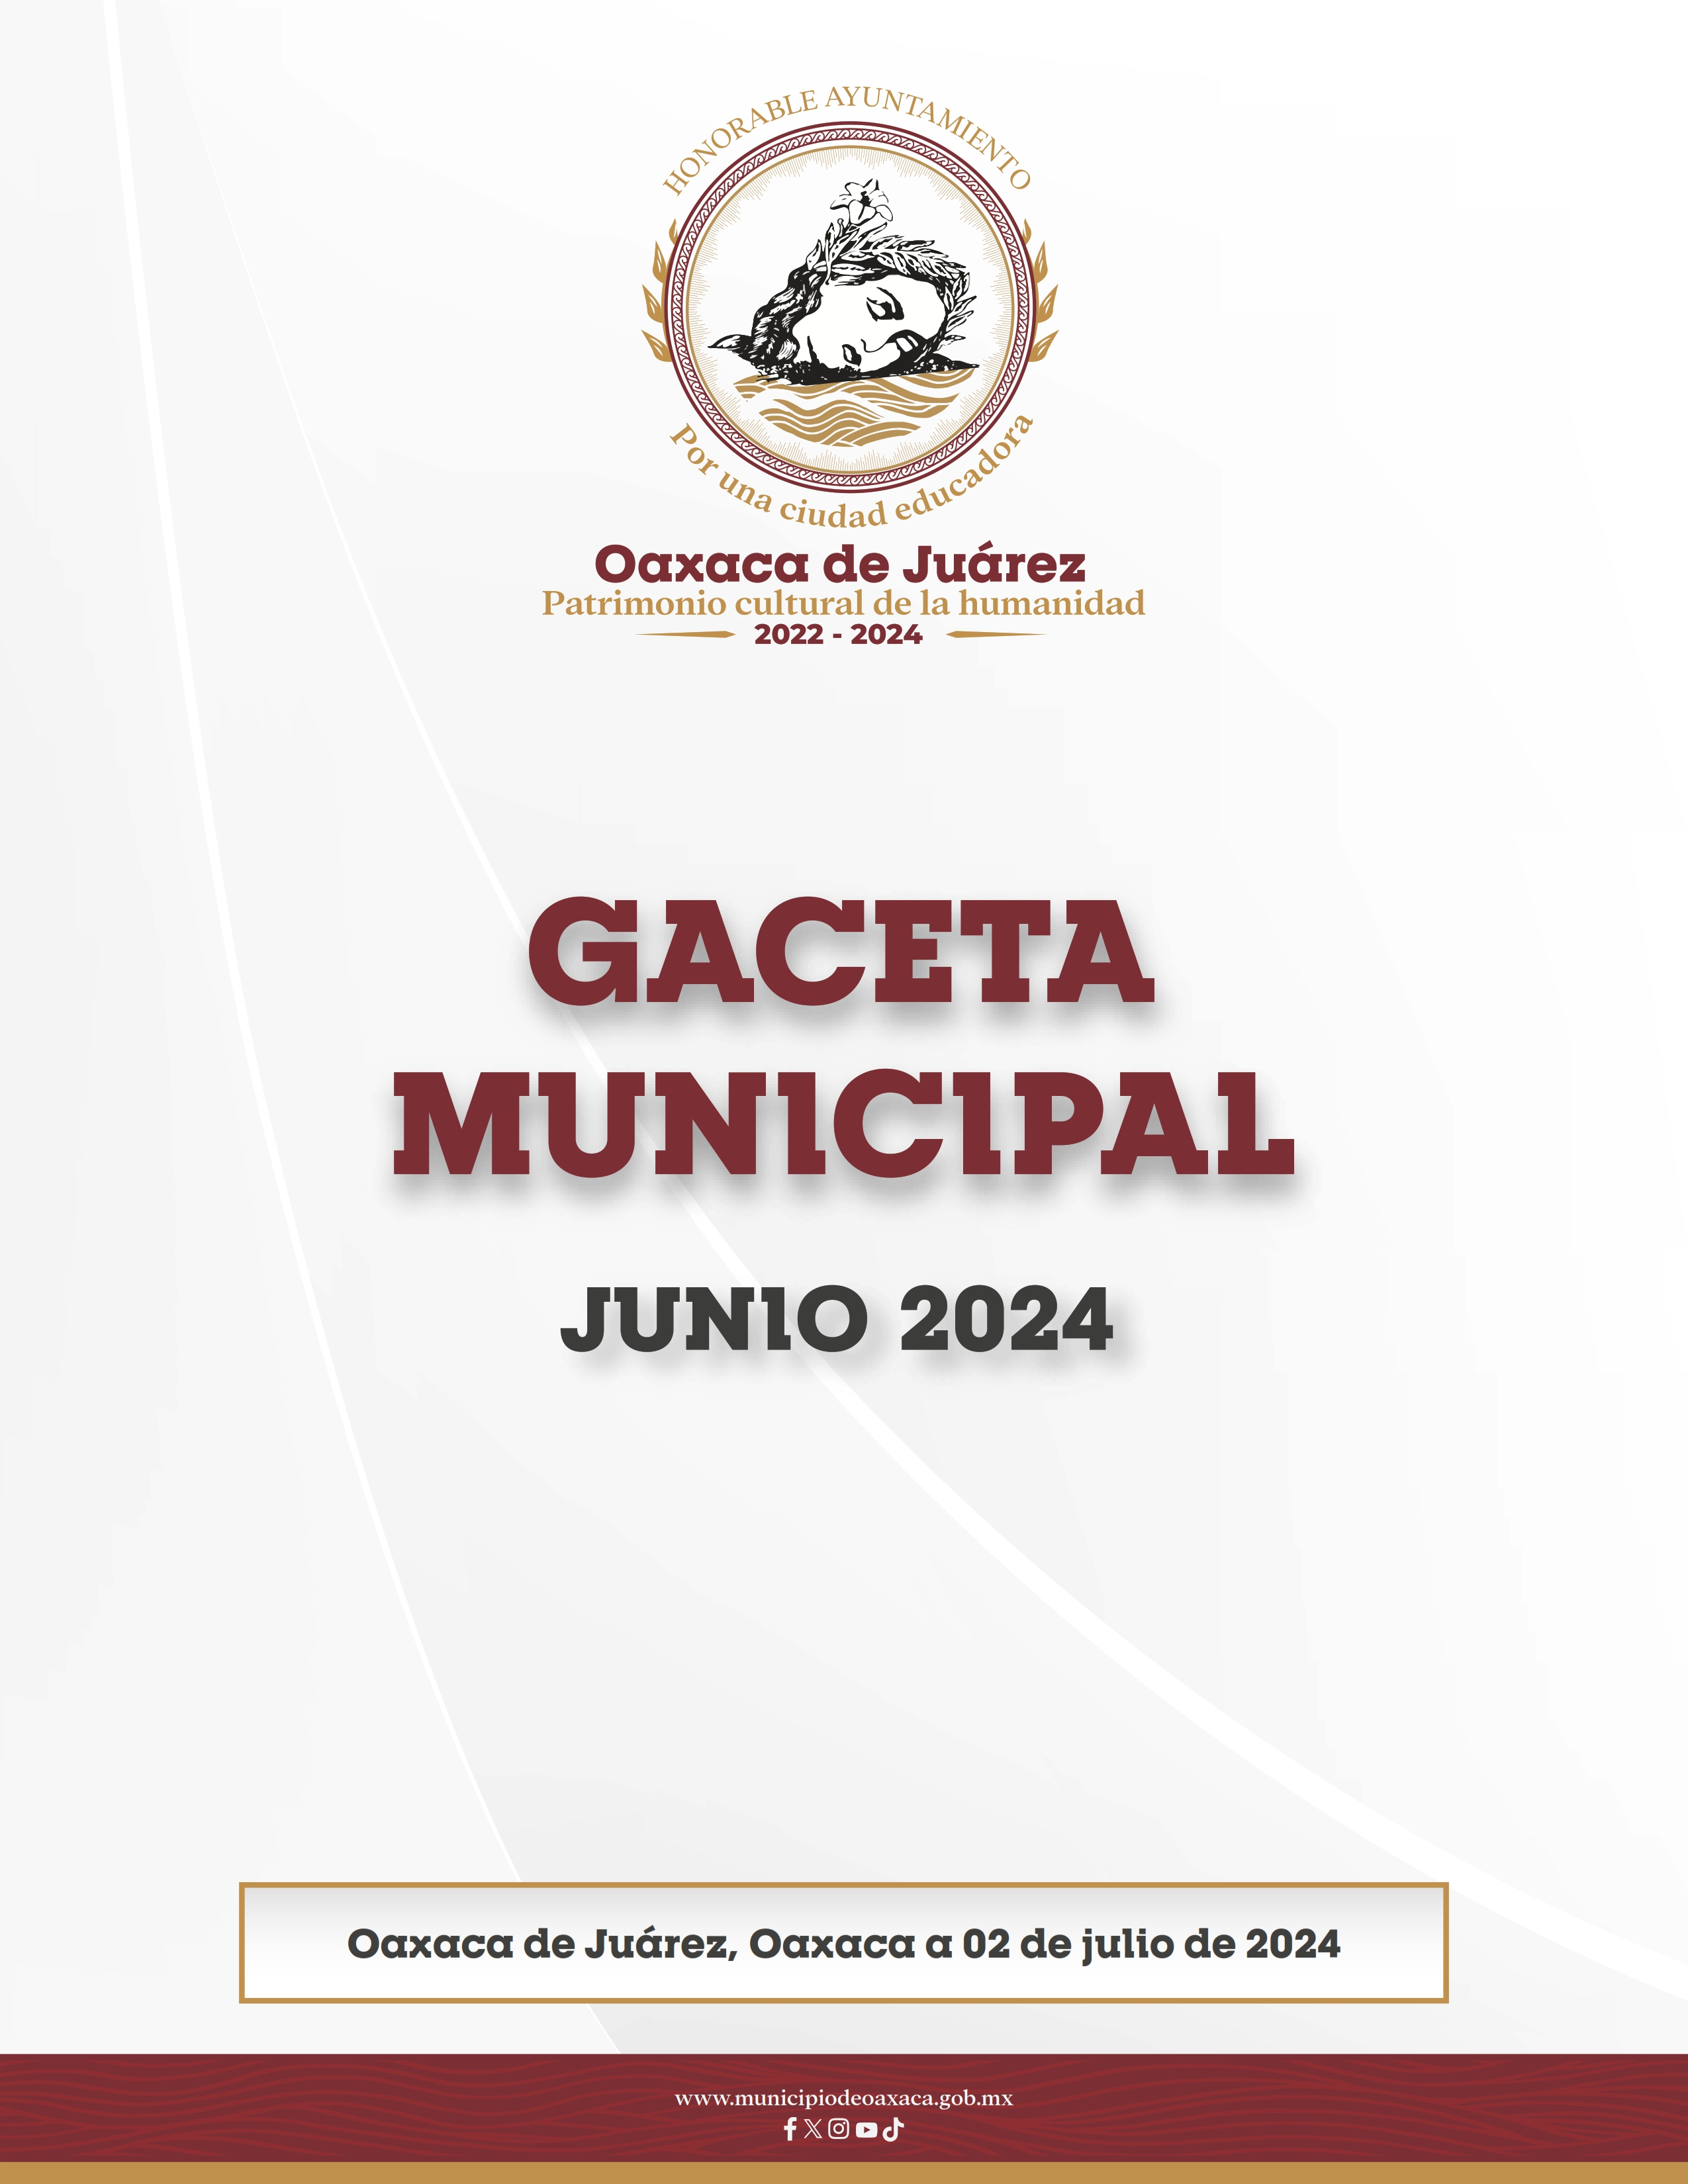 HONORABLE AYUNTAMIENTO
Por una ciudad educadora
Oaxaca de Juárez
Patrimonio cultural de la humanidad
2022 - 2024
GACETA
MUNICIPAL
JUNIO 2024
Oaxaca de Juárez, Oaxaca a 02 de julio de 2024
www.municipiodeoaxaca.gob.mx